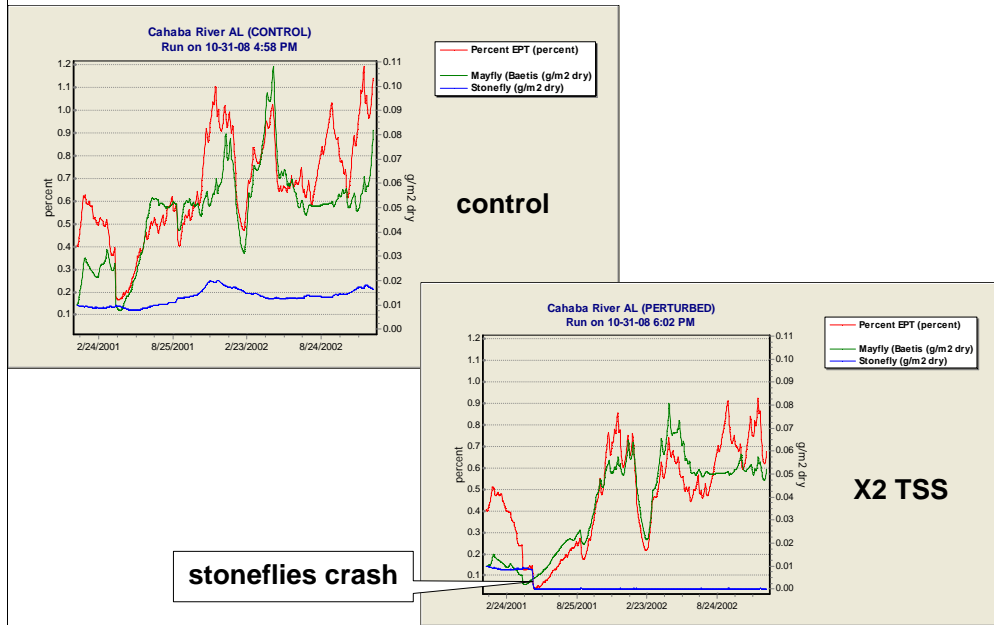 Cahaba River AL (CONTROL)
Run on 10-31-08 4:58 PM
Percent EPT (percent)
Mayfly (Baetis (g/m2 dry)
Stonefly (g/m2 dry)
1.2
1.1
1.0
0.9
0.8
0.7
0.6
0.5
0.4
0.3
0.2
0.1
percent
0.11
0.10
0.09
0.08
0.07
0.06
0.05
0.04
0.03
0.02
0.01
0.00
g/m2 dry
2/24/2001 8/25/2001 2/23/2002 8/24/2002
control
Cahaba River AL (PERTURBED)
Run on 10-31-08 6:02 PM
Percent EPT (percent)
Mayfly (Baetis (g/m2 dry)
Stonefly (g/m2 dry)
1.2
1.1
1.0
0.9
0.8
0.7
0.6
0.5
0.4
0.3
0.2
0.1
percent
0.11
0.10
0.09
0.08
0.07
0.06
0.05
0.04
0.03
0.02
0.01
0.00
g/m2 dry
2/24/2001 8/25/2001 2/23/2002 8/24/2002
X2 TSS
stoneflies crash